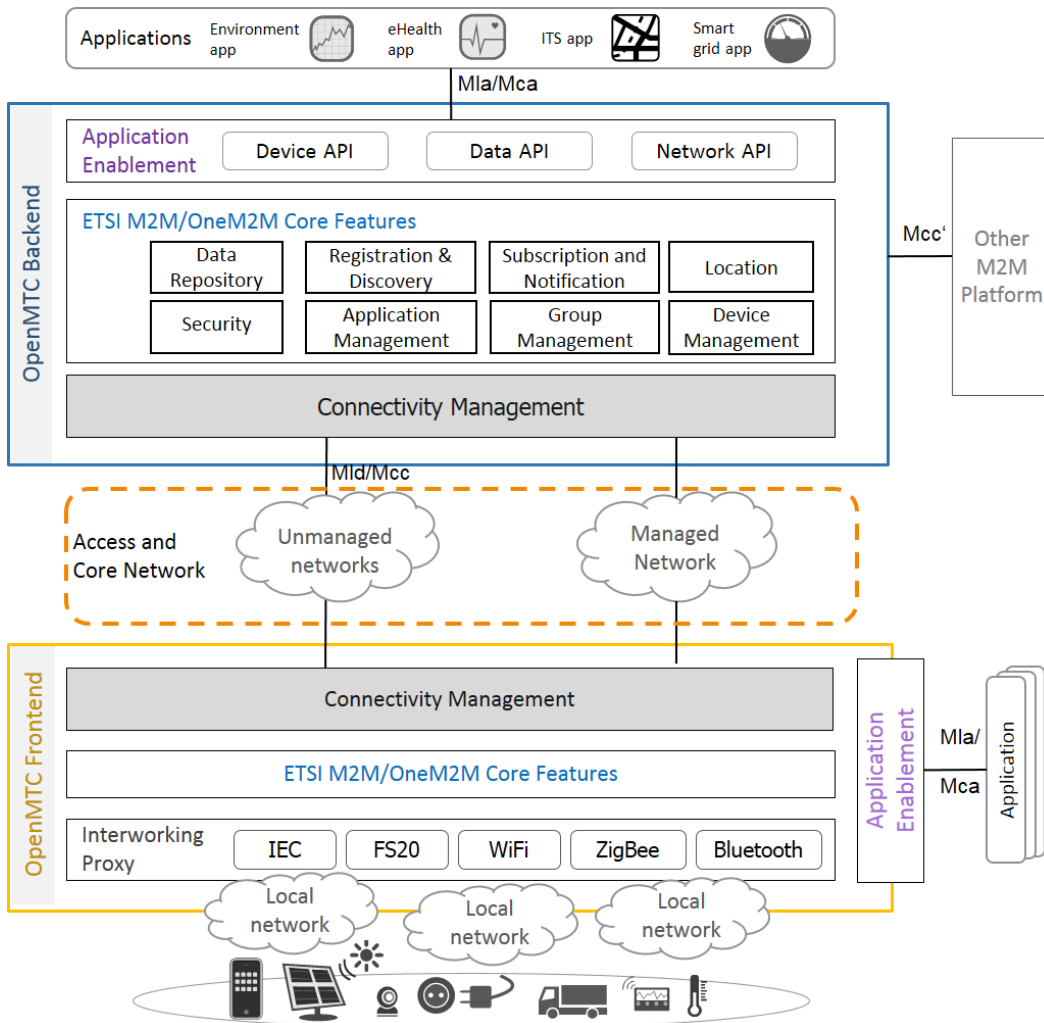 Applications
Environment
app
eHealth
app
ITS app
Smart
grid app
Mla/Mca
OpenMTC Backend
Application
Enablement
Device API
Data API
Network API
ETSI M2M/OneM2M Core Features
Data
Repository
Registration &
Discovery
Subscription and
Notification
Location
Security
Application
Management
Group
Management
Device
Management
Connectivity Management
Mcc‘
Other
M2M
Platform
Mld/Mcc
Access and
Core Network
Unmanaged
networks
Managed
Network
OpenMTC Frontend
Connectivity Management
ETSI M2M/OneM2M Core Features
Interworking
Proxy
IEC
FS20
WiFi
ZigBee
Bluetooth
Application
Enablement
Mla/
Mca
Application
Local
network
Local
network
Local
network